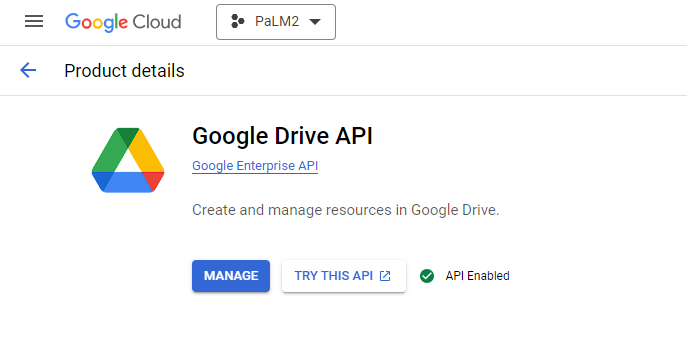 Google Cloud
PaLM2
Product details
Google Drive API
Google Enterprise API
Create and manage resources in Google Drive.
MANAGE
TRY THIS API
API Enabled